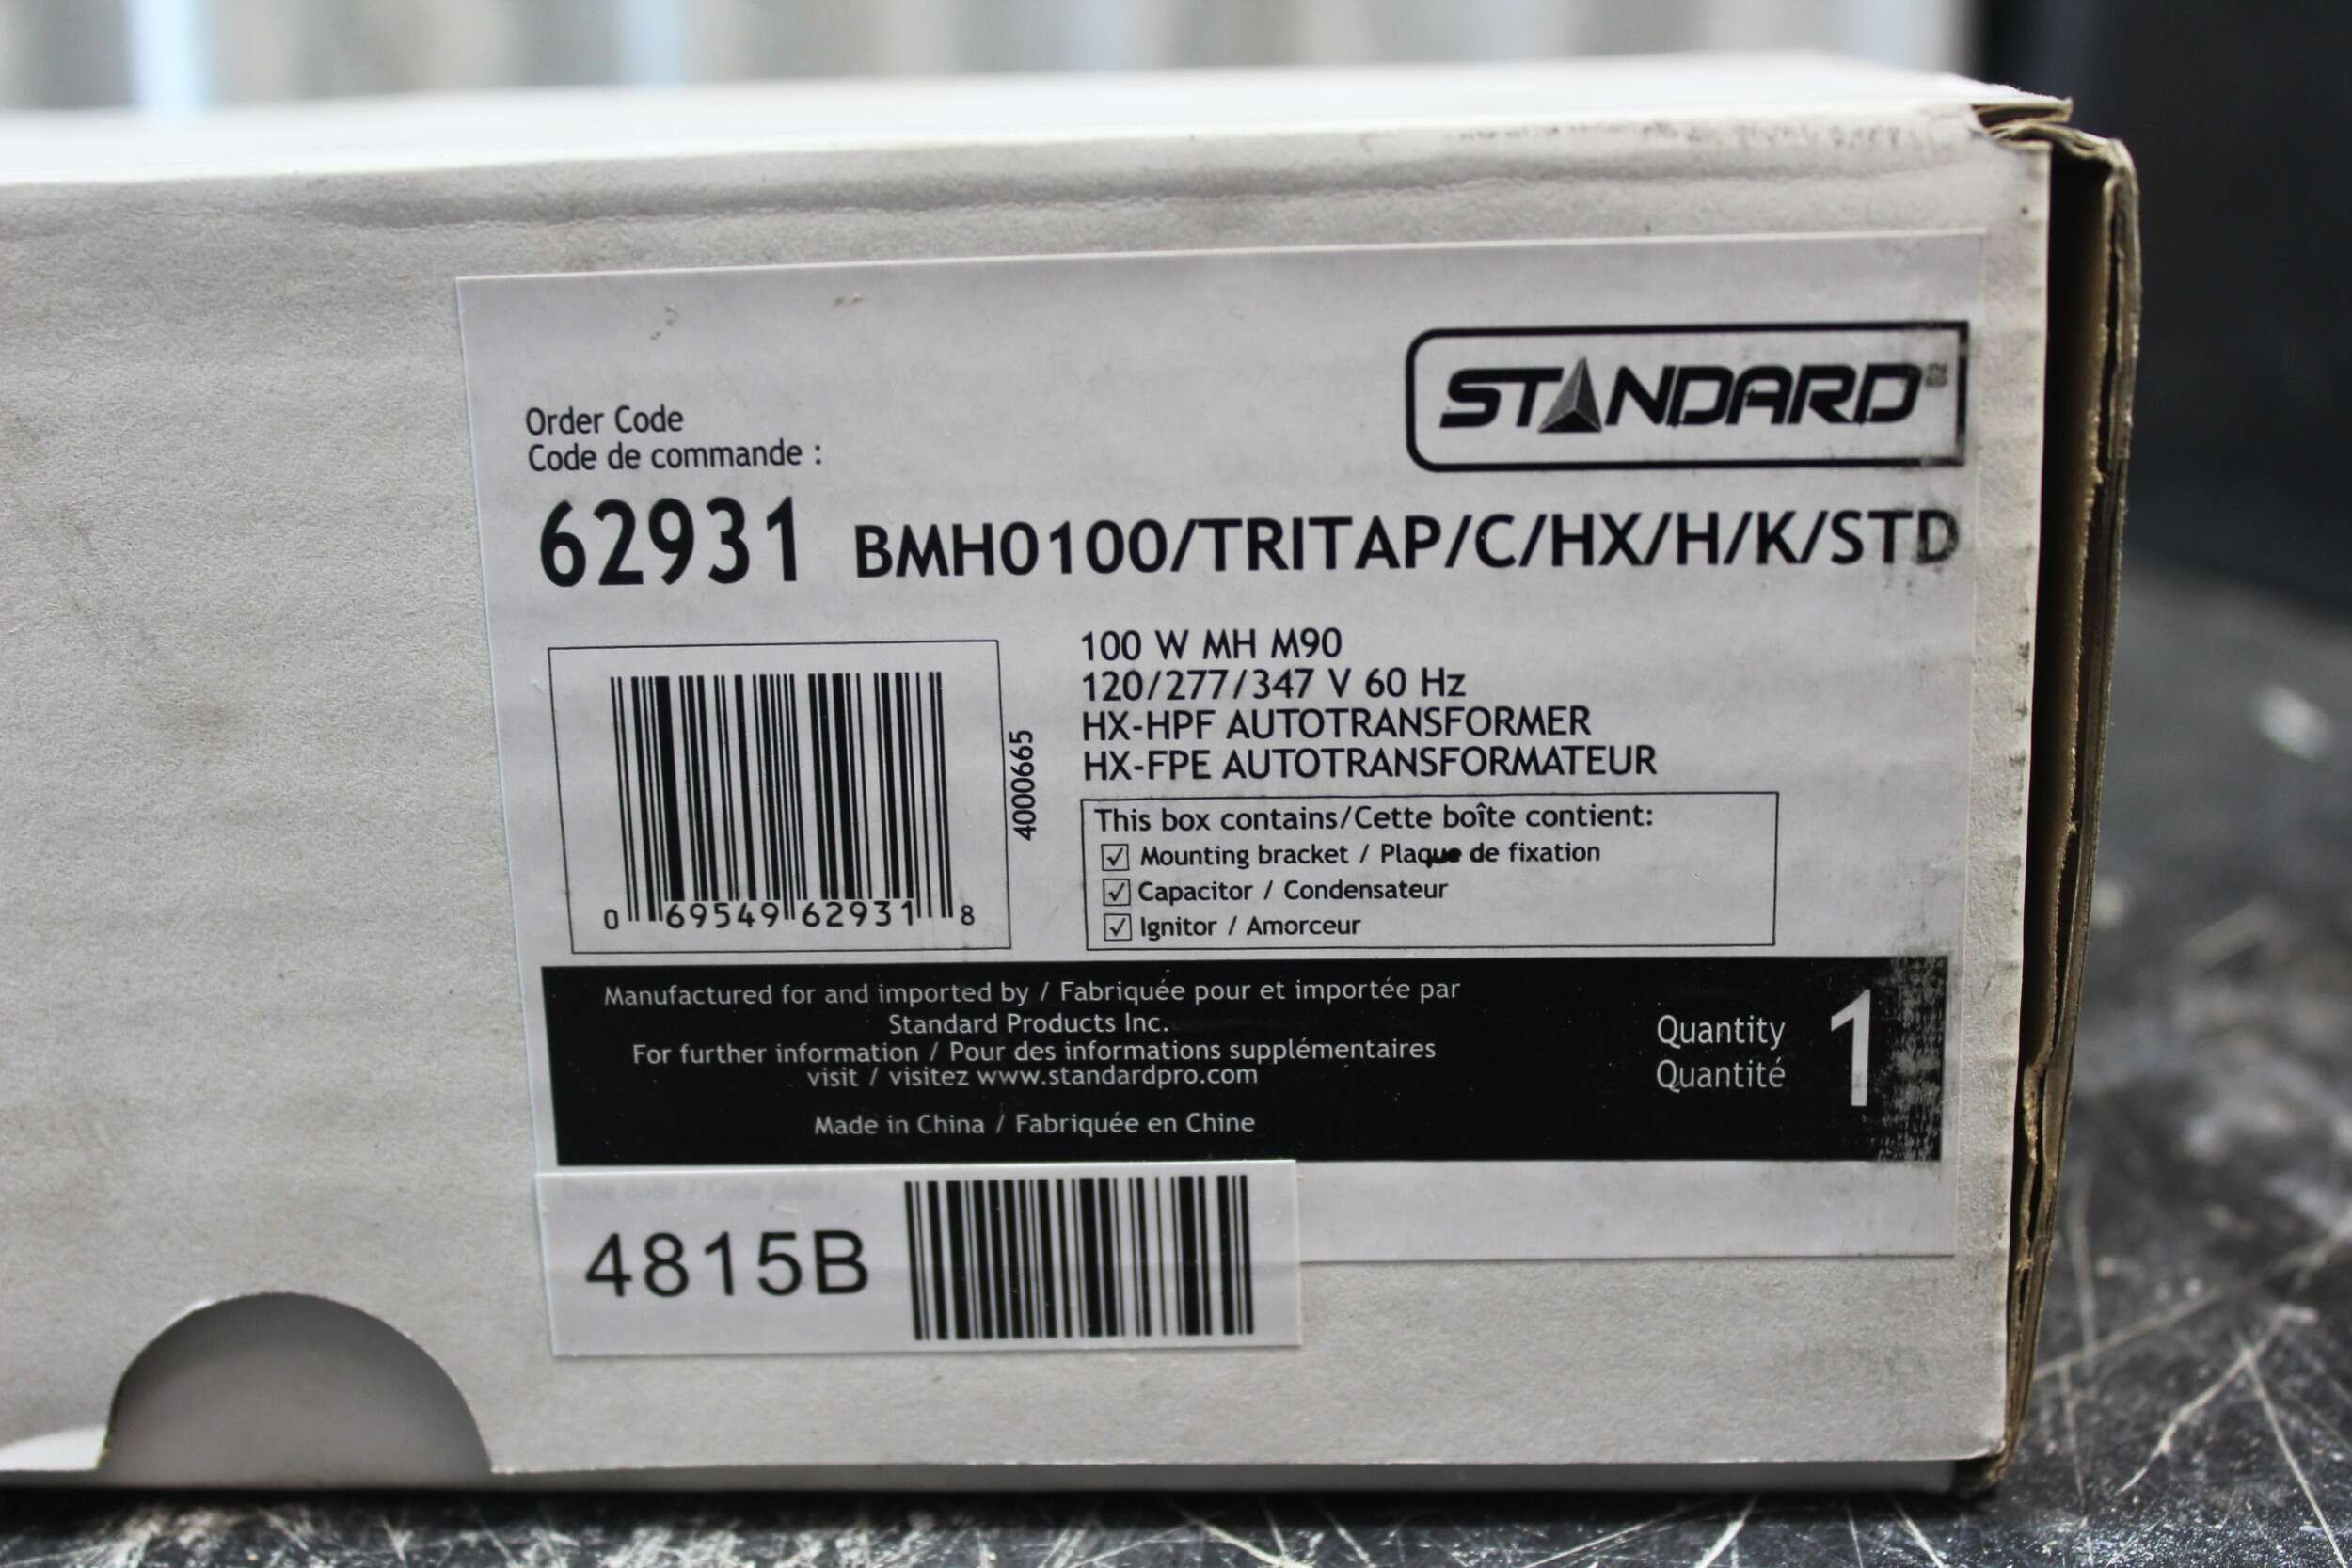 STANDARD
Order Code
Code de commande :
62931 BMH0100/TRITAP/C/HX/H/K/STD
100 W MH M90
120/277/347 V 60 Hz
HX-HPF AUTOTRANSFORMER
HX-FPE AUTOTRANSFORMATEUR
4000665
0 69549 62931 8
This box contains/Cette boîte contient:
Mounting bracket / Plaque de fixation
Capacitor / Condensateur
Ignitor / Amorceur
Manufactured for and imported by / Fabriquée pour et importée par
Standard Products Inc.
For further information / Pour des informations supplémentaires
visit / visitez www.standardpro.com
Made in China / Fabriquée en Chine
Quantity
Quantité
1
4815B